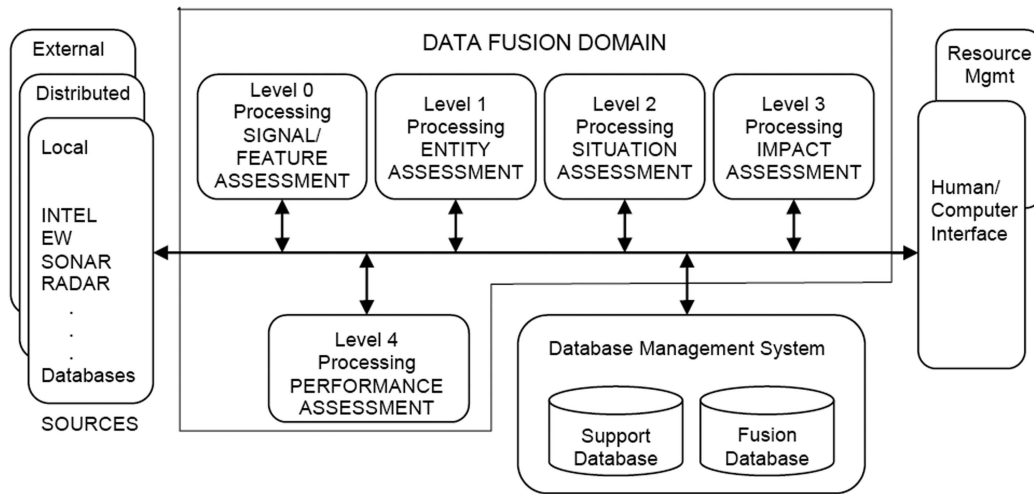 External
Distributed
Local
INTEL
EW
SONAR
RADAR
.
.
.
Databases
SOURCES
DATA FUSION DOMAIN
Level 0
Processing
SIGNAL/
FEATURE
ASSESSMENT
Level 1
Processing
ENTITY
ASSESSMENT
Level 2
Processing
SITUATION
ASSESSMENT
Level 3
Processing
IMPACT
ASSESSMENT
Level 4
Processing
PERFORMANCE
ASSESSMENT
Database Management System
Support
Database
Fusion
Database
Resource
Mgmt
Human/
Computer
Interface